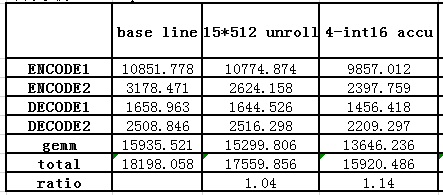 base line 15*512 unroll 4-int16 accu
ENCODE1 10851.778 10774.874 9857.012
ENCODE2 3178.471 2624.158 2397.759
DECODE1 1658.963 1644.526 1456.418
DECODE2 2508.846 2516.298 2209.297
gemm 15935.521 15299.806 13646.236
total 18198.058 17559.856 15920.486
ratio 1.04 1.14